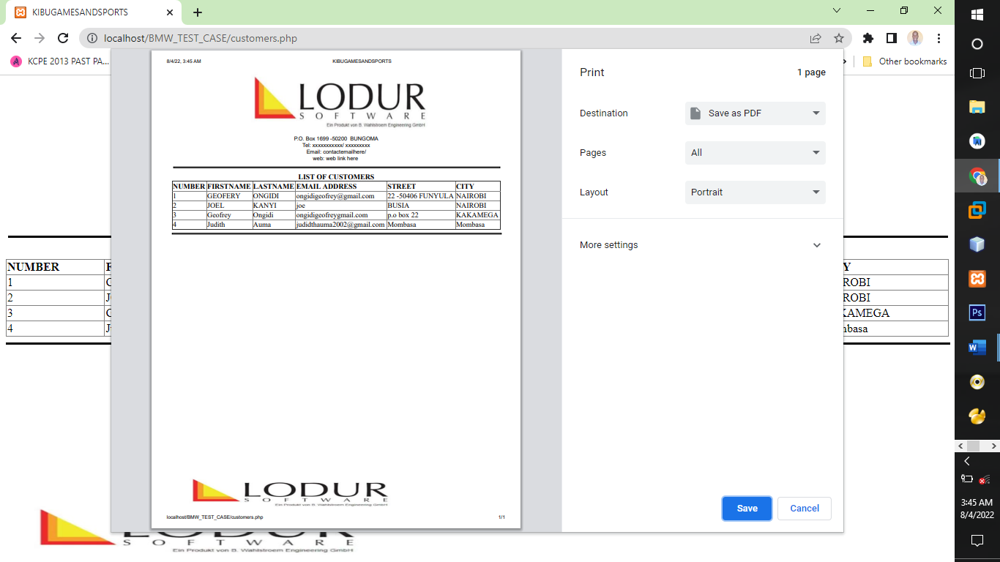 KIBUGAMESANDSPORTS
localhost/BMW_TEST_CASE/customers.php
KCPE 2013 PAST PA...
Other bookmarks
8/4/22, 3:45 AM KIBUGAMESANDSPORTS
LODUR
SOFTWARE
Ein Produkt von B. Wahlstroem Engineering GmbH
P.O. Box 1699 -50200 BUNGOMA
Tel: xxxxxxxxxxx/ xxxxxxxxx
Email: contactemailhere/
web: web link here
LIST OF CUSTOMERS
NUMBER FIRSTNAME LASTNAME EMAIL ADDRESS STREET CITY
1 GEOFERY ONGIDI ongidigeofrey@gmail.com 22 -50406 FUNYULA NAIROBI
2 JOEL KANYI joe BUSIA NAIROBI
3 Geofrey Ongidi ongidigeofreygmail.com p.o box 22 KAKAMEGA
4 Judith Auma judidthauma2002@gmail.com Mombasa Mombasa
LODUR
SOFTWARE
Ein Produkt von B. Wahlstroem Engineering GmbH
localhost/BMW_TEST_CASE/customers.php 1/1
Print 1 page
Destination Save as PDF
Pages All
Layout Portrait
More settings
Save Cancel
NUMBER
1
2
3
4
Y
ROBI
ROBI
KAMEGA
mbasa
SOFTWARE
Ein Produkt von B. Wahlstroem Engineering GmbH
Ps
W
3:45 AM
8/4/2022